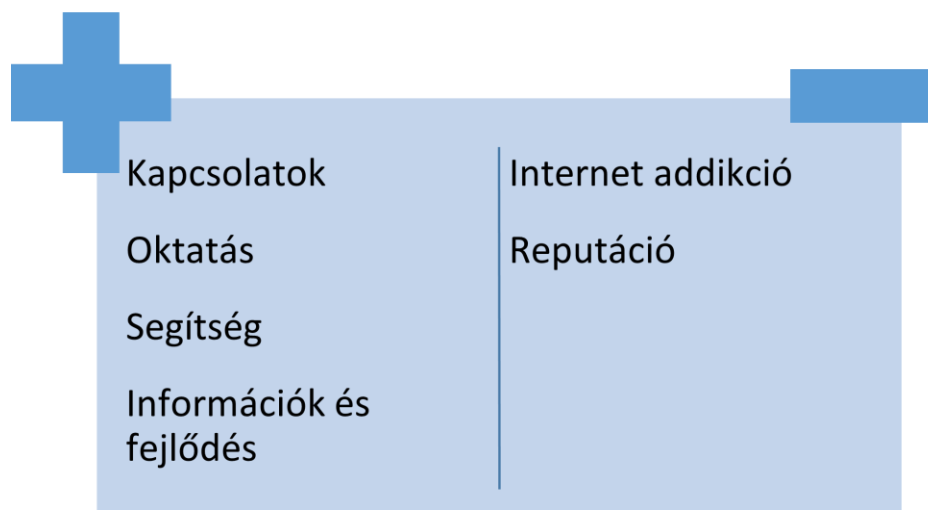 Kapcsolatok
Oktatás
Segítség
Információk és
fejlődés
Internet addikció
Reputáció